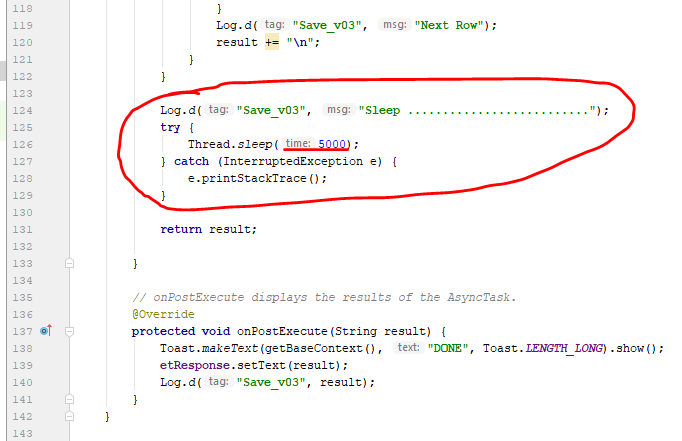 118 }
119 Log.d( tag: "Save_v03", msg: "Next Row");
120 result += "\n";
121 }
122 }
123
124 Log.d( tag: "Save_v03", msg: "Sleep ..........................");
125 try {
126 Thread.sleep( time: 5000);
127 } catch (InterruptedException e) {
128 e.printStackTrace();
129 }
130
131 return result;
132
133 }
134
135 // onPostExecute displays the results of the AsyncTask.
136 @Override
137 protected void onPostExecute(String result) {
138 Toast.makeText(getBaseContext(), text: "DONE", Toast.LENGTH_LONG).show();
139 etResponse.setText(result);
140 Log.d( tag: "Save_v03", result);
141 }
142 }
143